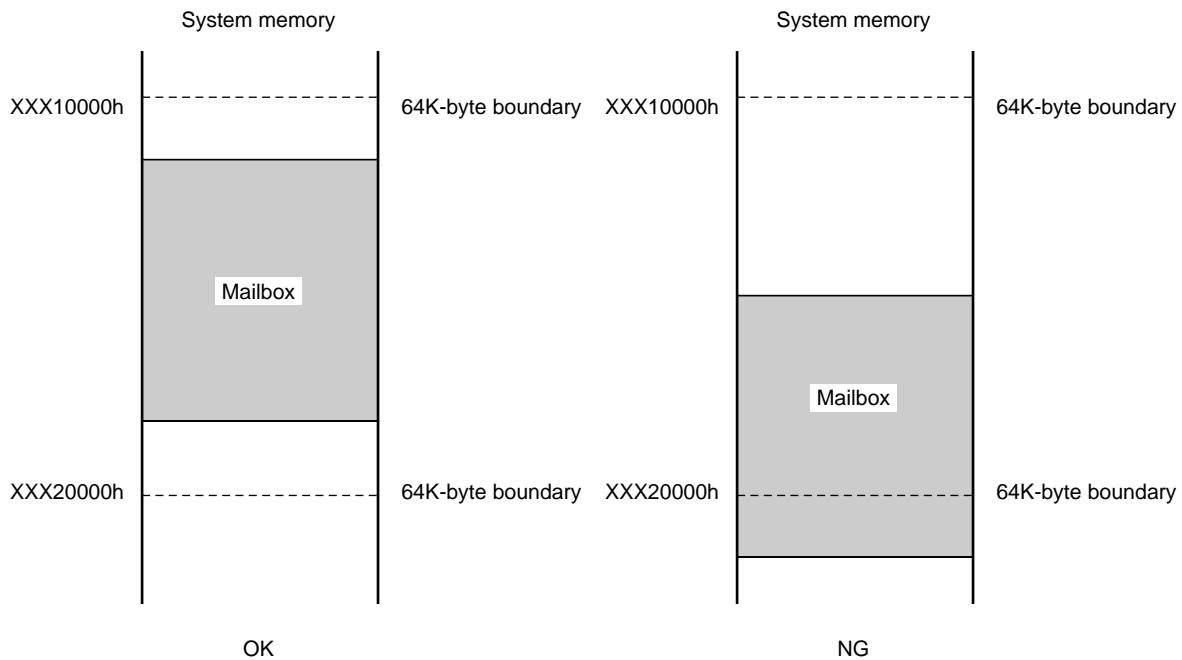 System memory
XXX10000h
64K-byte boundary
Mailbox
XXX20000h
64K-byte boundary
OK
System memory
XXX10000h
64K-byte boundary
Mailbox
XXX20000h
64K-byte boundary
NG